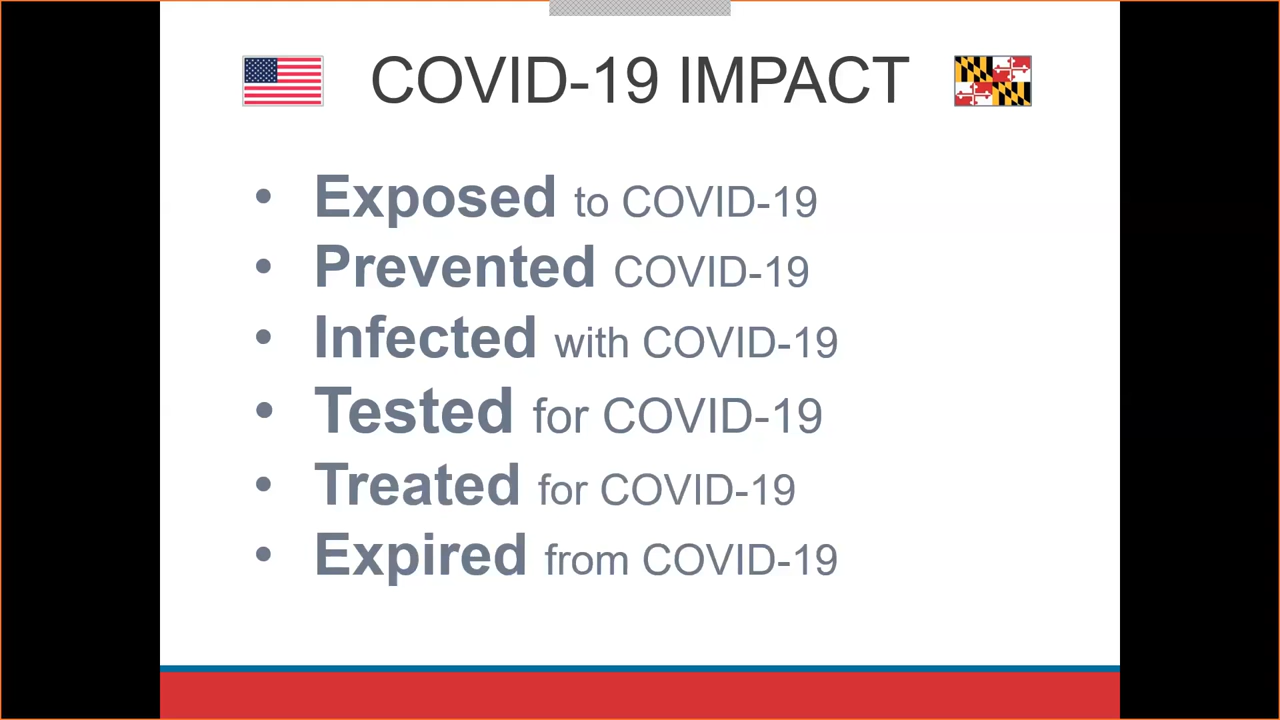 COVID-19 IMPACT
• Exposed to COVID-19
• Prevented COVID-19
• Infected with COVID-19
• Tested for COVID-19
• Treated for COVID-19
• Expired from COVID-19